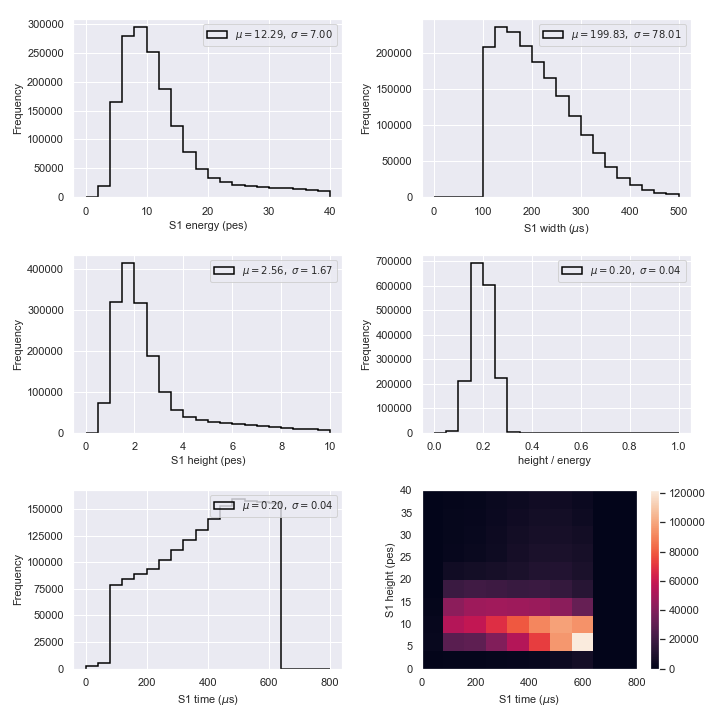 300000
250000
200000
150000
100000
50000
0
Frequency
μ = 12.29, σ = 7.00
0 10 20 30 40
S1 energy (pes)
200000
150000
100000
50000
0
Frequency
μ = 199.83, σ = 78.01
0 100 200 300 400 500
S1 width (μs)
400000
300000
200000
100000
0
Frequency
μ = 2.56, σ = 1.67
0 2 4 6 8 10
S1 height (pes)
700000
600000
500000
400000
300000
200000
100000
0
Frequency
μ = 0.20, σ = 0.04
0.0 0.2 0.4 0.6 0.8 1.0
height / energy
150000
125000
100000
75000
50000
25000
0
Frequency
μ = 0.20, σ = 0.04
0 200 400 600 800
S1 time (μs)
40
35
30
25
20
15
10
5
0
S1 height (pes)
0 200 400 600 800
S1 time (μs)
120000
100000
80000
60000
40000
20000
0